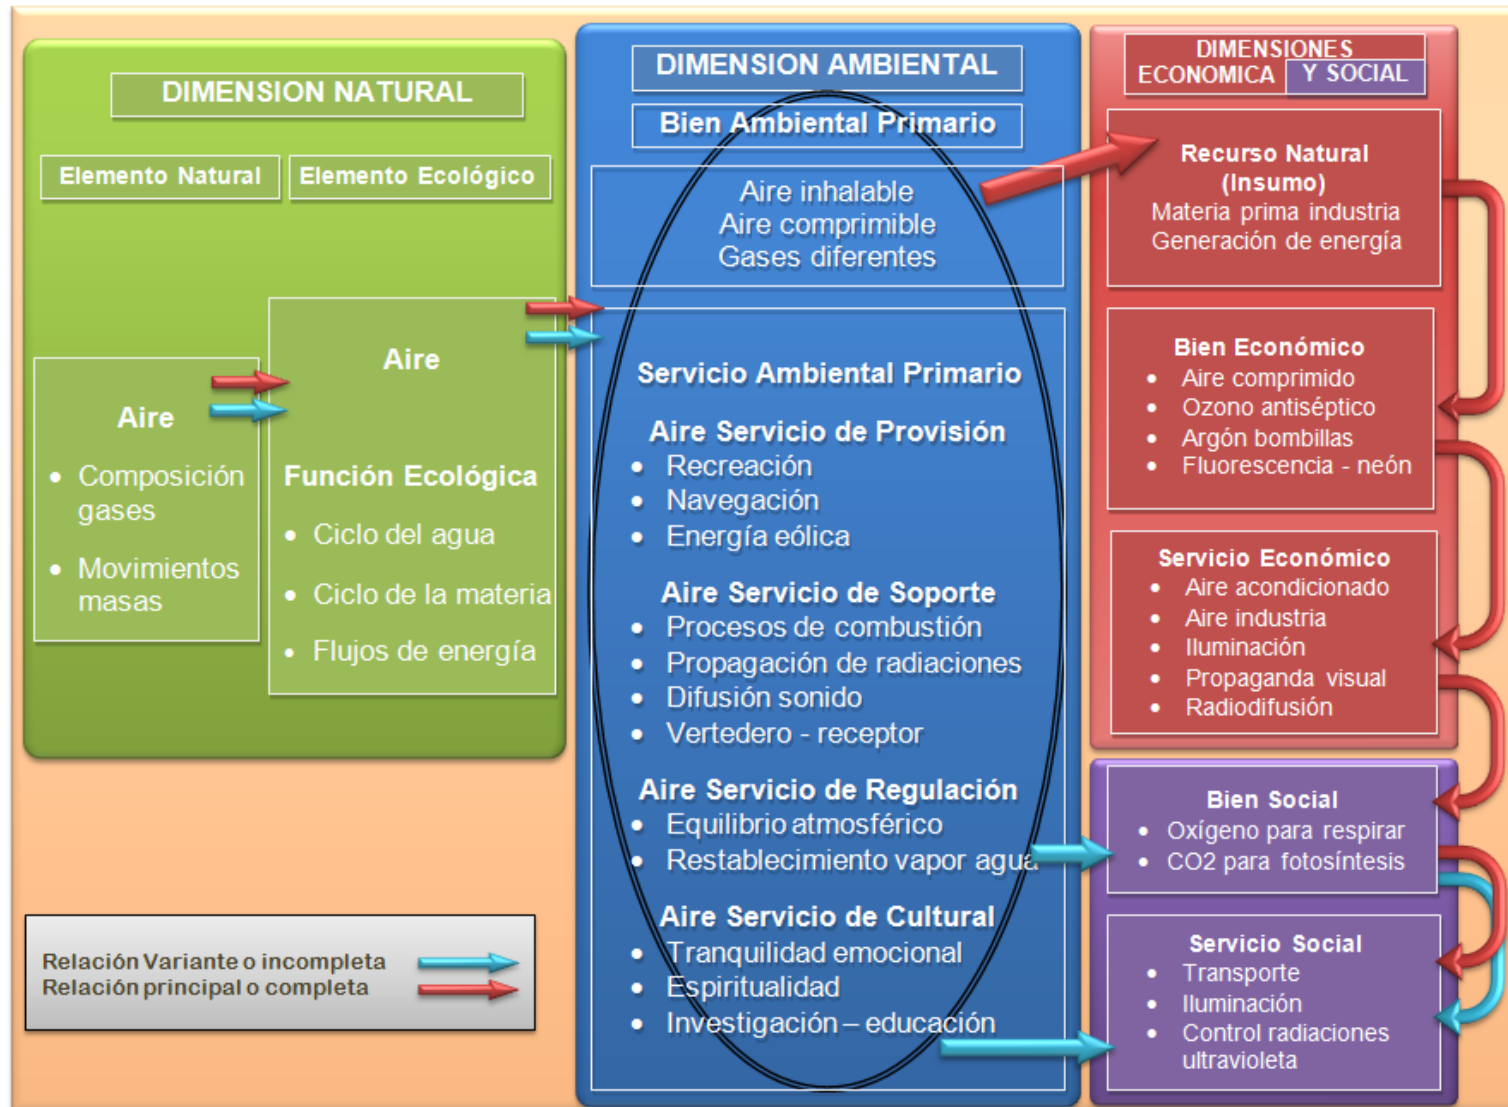 DIMENSION NATURAL
Elemento Natural
Elemento Ecológico
Aire
• Composición
gases
• Movimientos
masas
Aire
Función Ecológica
• Ciclo del agua
• Ciclo de la materia
• Flujos de energía
DIMENSION AMBIENTAL
Bien Ambiental Primario
Aire inhalable
Aire comprimible
Gases diferentes
Servicio Ambiental Primario
Aire Servicio de Provisión
• Recreación
• Navegación
• Energía eólica
Aire Servicio de Soporte
• Procesos de combustión
• Propagación de radiaciones
• Difusión sonido
• Vertedero - receptor
Aire Servicio de Regulación
• Equilibrio atmosférico
• Restablecimiento vapor agua
Aire Servicio de Cultural
• Tranquilidad emocional
• Espiritualidad
• Investigación – educación
DIMENSIONES
ECONOMICA Y SOCIAL
Recurso Natural
(Insumo)
Materia prima industria
Generación de energía
Bien Económico
• Aire comprimido
• Ozono antiséptico
• Argón bombillas
• Fluorescencia - neón
Servicio Económico
• Aire acondicionado
• Aire industria
• Iluminación
• Propaganda visual
• Radiodifusión
Bien Social
• Oxígeno para respirar
• CO2 para fotosíntesis
Servicio Social
• Transporte
• Iluminación
• Control radiaciones
ultravioleta
Relación Variante o incompleta
Relación principal o completa